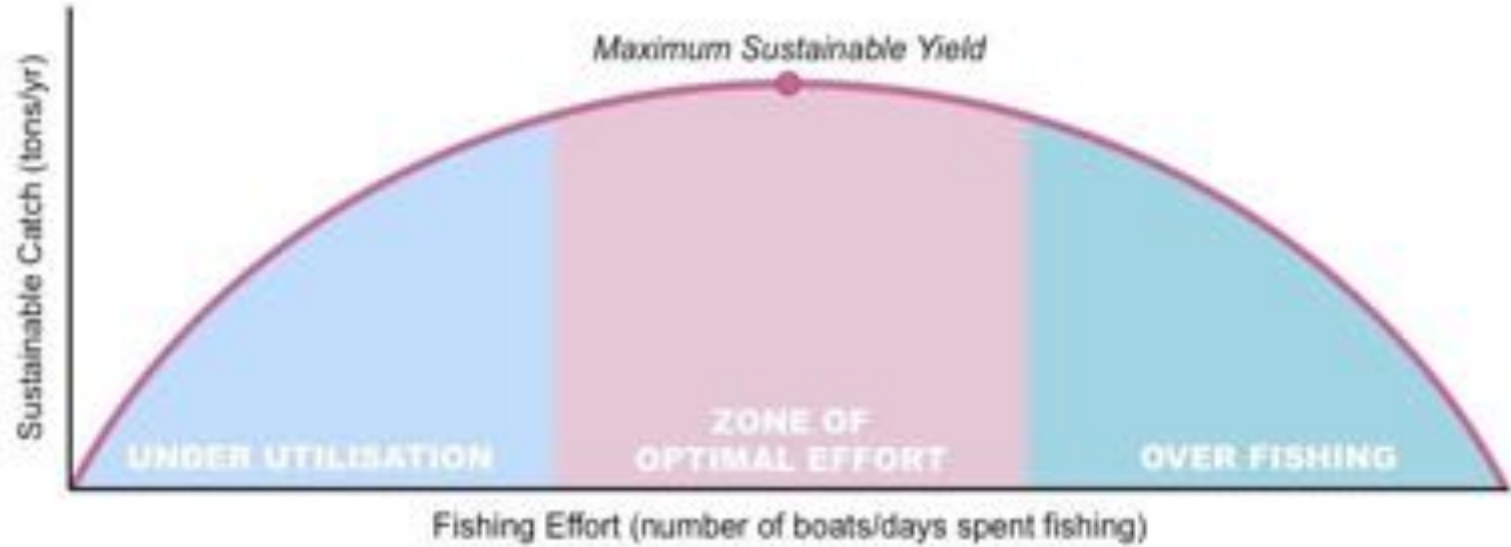 Maximum Sustainable Yield
Sustainable Catch (tons/yr)
UNDER UTILISATION
ZONE OF
OPTIMAL EFFORT
OVER FISHING
Fishing Effort (number of boats/days spent fishing)